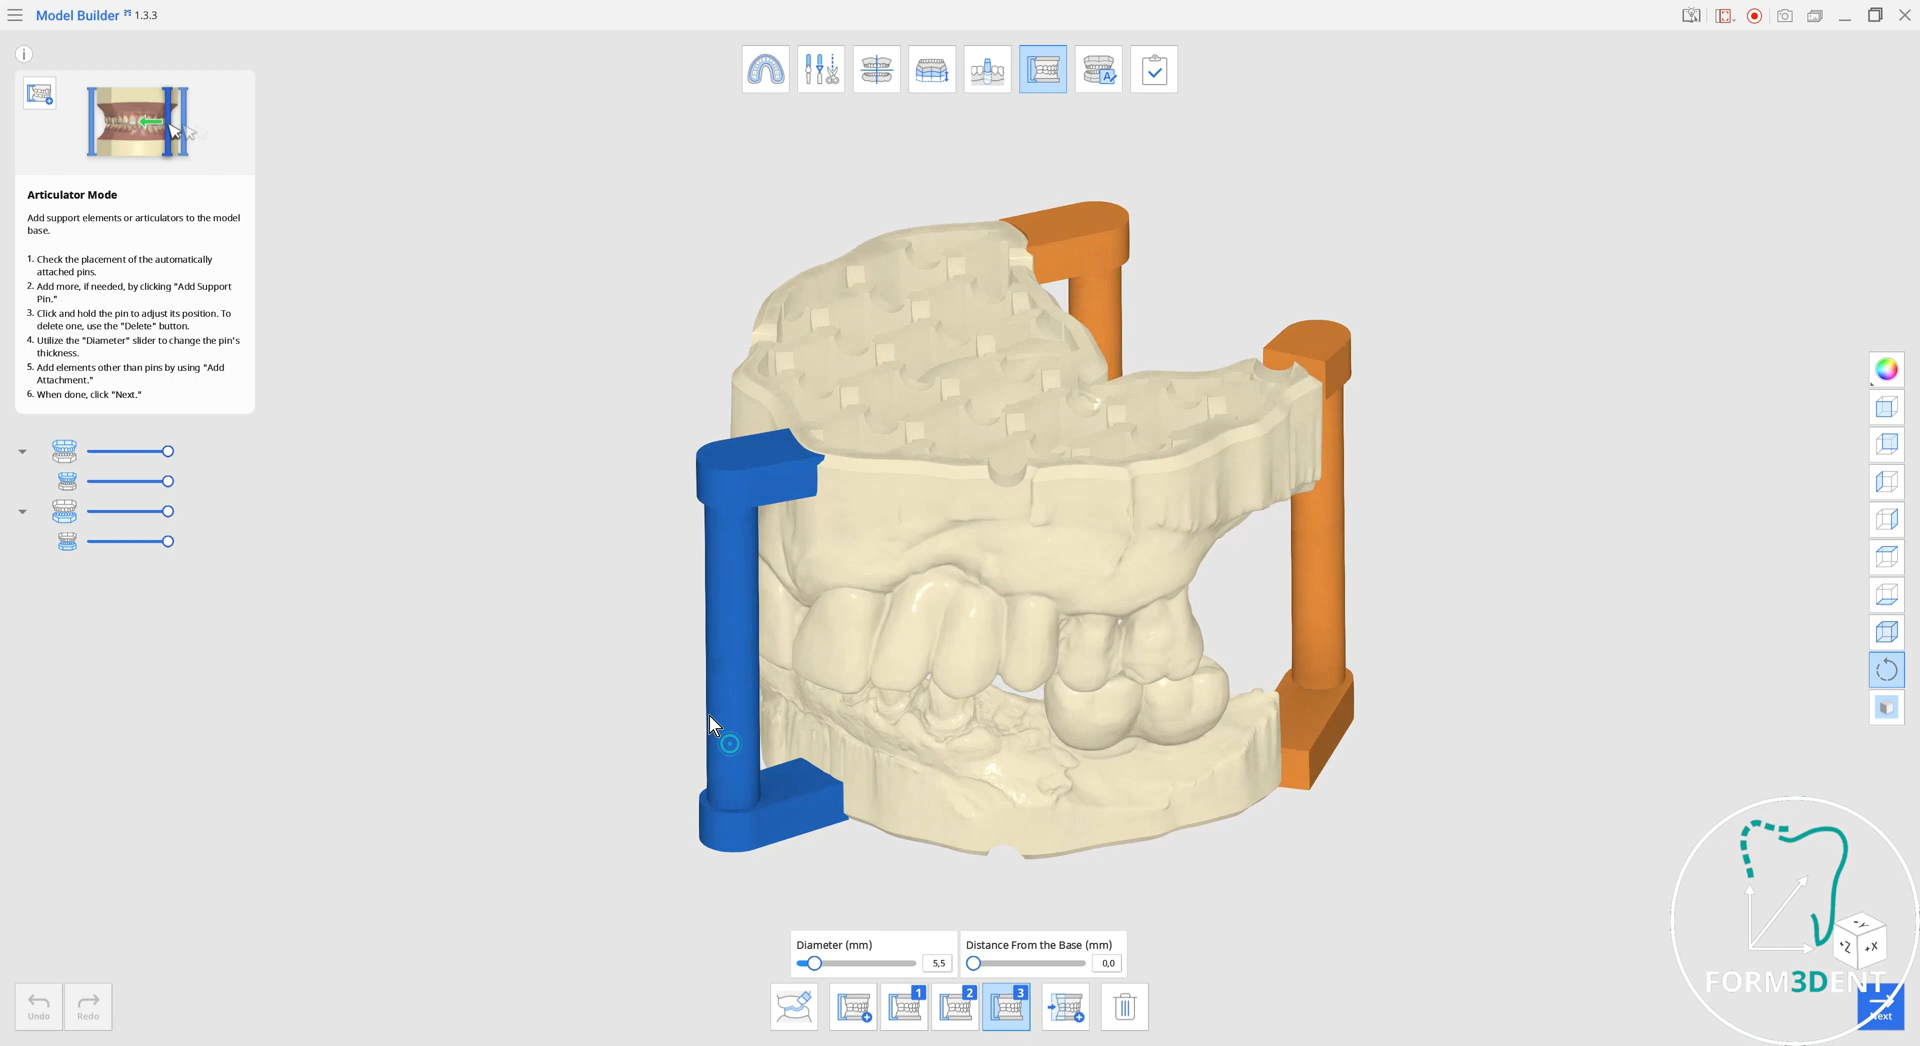 Model Builder 1.3.3
Articulator Mode
Add support elements or articulators to the model
base.
1. Check the placement of the automatically
attached pins.
2. Add more, if needed, by clicking "Add Support
Pin."
3. Click and hold the pin to adjust its position. To
delete one, use the "Delete" button.
4. Utilize the "Diameter" slider to change the pin's
thickness.
5. Add elements other than pins by using "Add
Attachment."
6. When done, click "Next."
Diameter (mm)
5,5
Distance From the Base (mm)
0,0
1
2
3
Undo
Redo
-Y
-Z
+X
FORM3DENT
Next